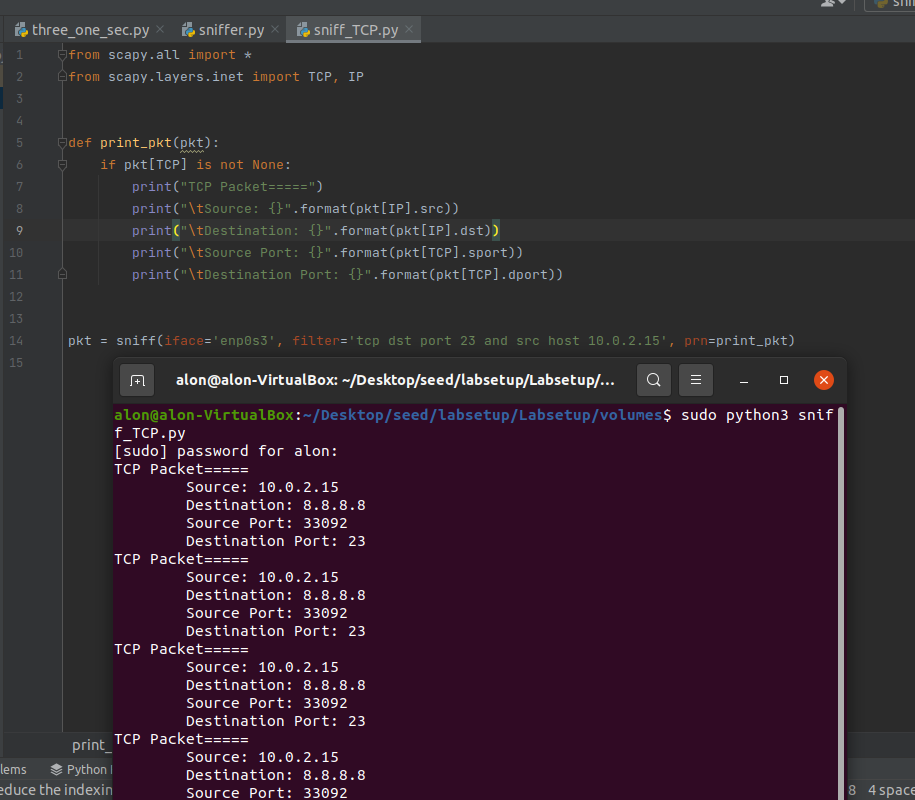 sni
three_one_sec.py sniffer.py sniff_TCP.py
1 from scapy.all import *
2 from scapy.layers.inet import TCP, IP
3
4
5 def print_pkt(pkt):
6 if pkt[TCP] is not None:
7 print("TCP Packet=====")
8 print("\tSource: {}".format(pkt[IP].src))
9 print("\tDestination: {}".format(pkt[IP].dst))
10 print("\tSource Port: {}".format(pkt[TCP].sport))
11 print("\tDestination Port: {}".format(pkt[TCP].dport))
12
13
14 pkt = sniff(iface='enp0s3', filter='tcp dst port 23 and src host 10.0.2.15', prn=print_pkt)
15
alon@alon-VirtualBox: ~/Desktop/seed/labsetup/Labsetup/...
alon@alon-VirtualBox:~/Desktop/seed/labsetup/Labsetup/volumes$ sudo python3 snif
f_TCP.py
[sudo] password for alon:
TCP Packet=====
Source: 10.0.2.15
Destination: 8.8.8.8
Source Port: 33092
Destination Port: 23
TCP Packet=====
Source: 10.0.2.15
Destination: 8.8.8.8
Source Port: 33092
Destination Port: 23
TCP Packet=====
Source: 10.0.2.15
Destination: 8.8.8.8
Source Port: 33092
Destination Port: 23
TCP Packet=====
Source: 10.0.2.15
Destination: 8.8.8.8
Source Port: 33092
print_
lems Python
educe the indexin 8 4 space